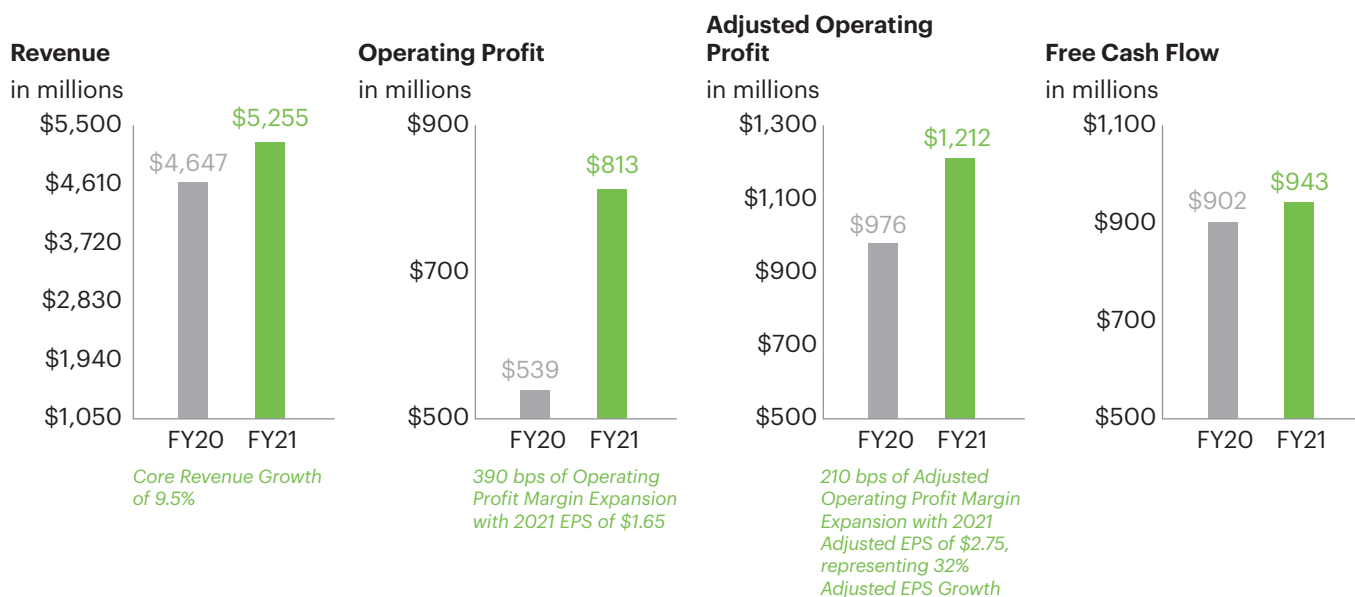 Revenue
in millions
$5,500
$4,610
$3,720
$2,830
$1,940
$1,050
$4,647
$5,255
FY20 FY21
Core Revenue Growth
of 9.5%
Operating Profit
in millions
$900
$700
$500
$539
$813
FY20 FY21
390 bps of Operating
Profit Margin Expansion
with 2021 EPS of $1.65
Adjusted Operating
Profit
in millions
$1,300
$1,100
$900
$700
$500
$976
$1,212
FY20 FY21
210 bps of Adjusted
Operating Profit Margin
Expansion with 2021
Adjusted EPS of $2.75,
representing 32%
Adjusted EPS Growth
Free Cash Flow
in millions
$1,100
$900
$700
$500
$902
$943
FY20 FY21